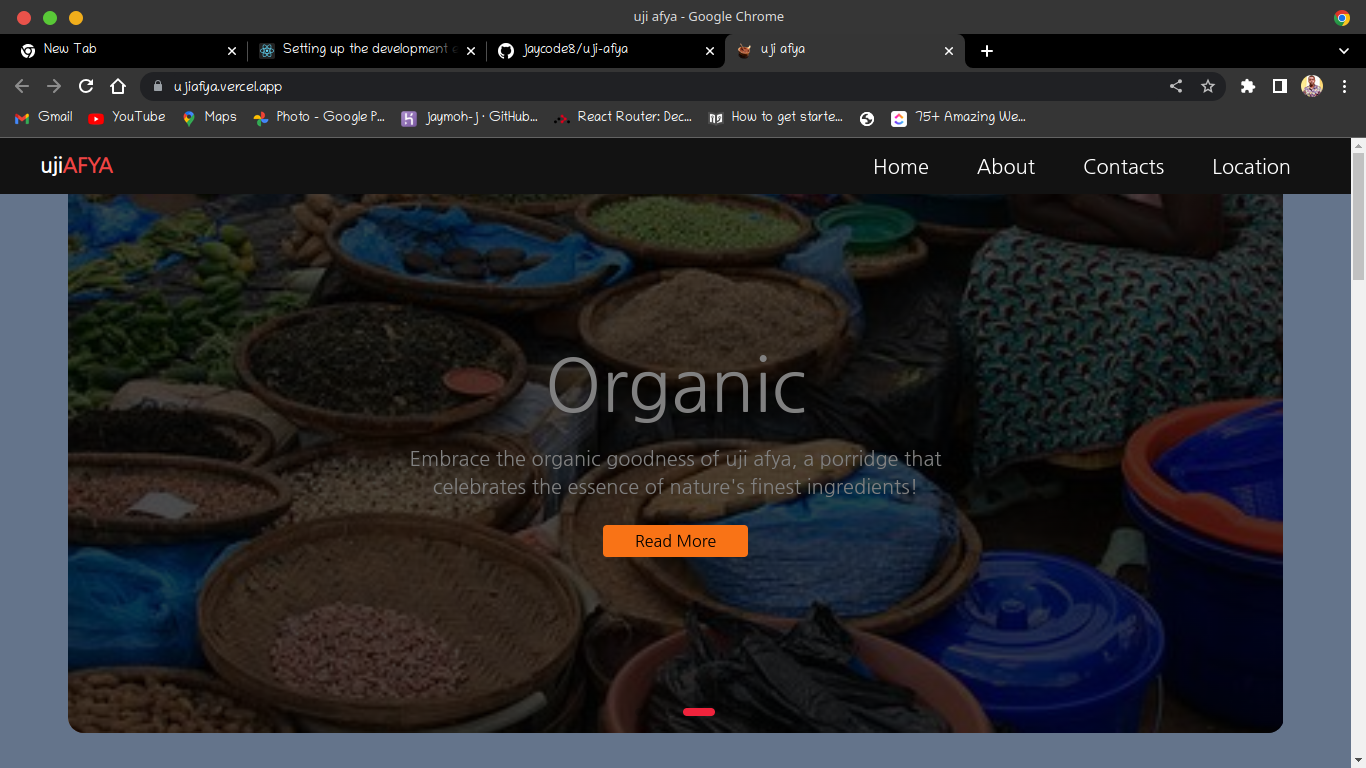 uji afya - Google Chrome
New Tab
Setting up the development e
jaycode8/uji-afya
uji afya
ujiafya.vercel.app
Gmail
YouTube
Maps
Photo - Google P...
jaymoh-j · GitHub...
React Router: Dec...
How to get starte...
75+ Amazing We...
ujiAFYA
Home
About
Contacts
Location
Organic
Embrace the organic goodness of uji afya, a porridge that
celebrates the essence of nature's finest ingredients!
Read More